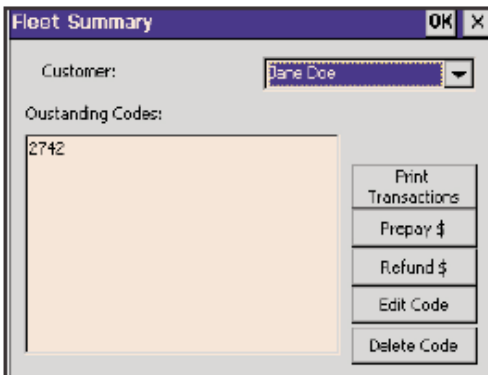 Fleet Summary OK X
Customer: Jane Doe
Oustanding Codes:
2742
Print
Transactions
Prepay $
Refund $
Edit Code
Delete Code